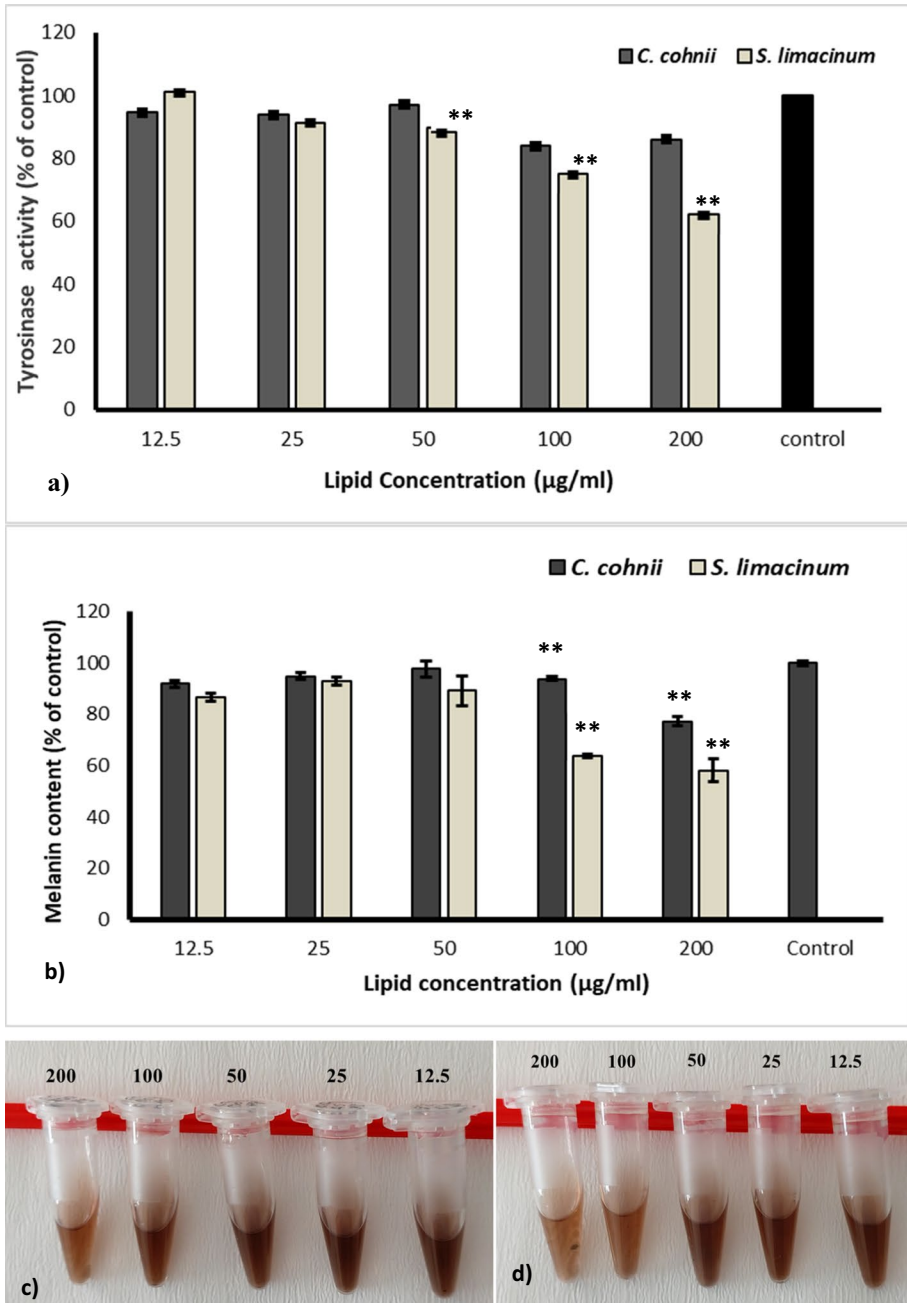 120
C. cohnii S. limacinum
100
**
80
**
**
60
40
20
0
Tyrosinase activity (% of control)
12.5 25 50 100 200 control
a)
Lipid Concentration (µg/ml)
C. cohnii S. limacinum
120
**
100
80
**
**
**
60
40
20
0
Melanin content (% of control)
12.5 25 50 100 200 Control
b)
Lipid concentration (µg/ml)
200 100 50 25 12.5
c)
200 100 50 25 12.5
d)